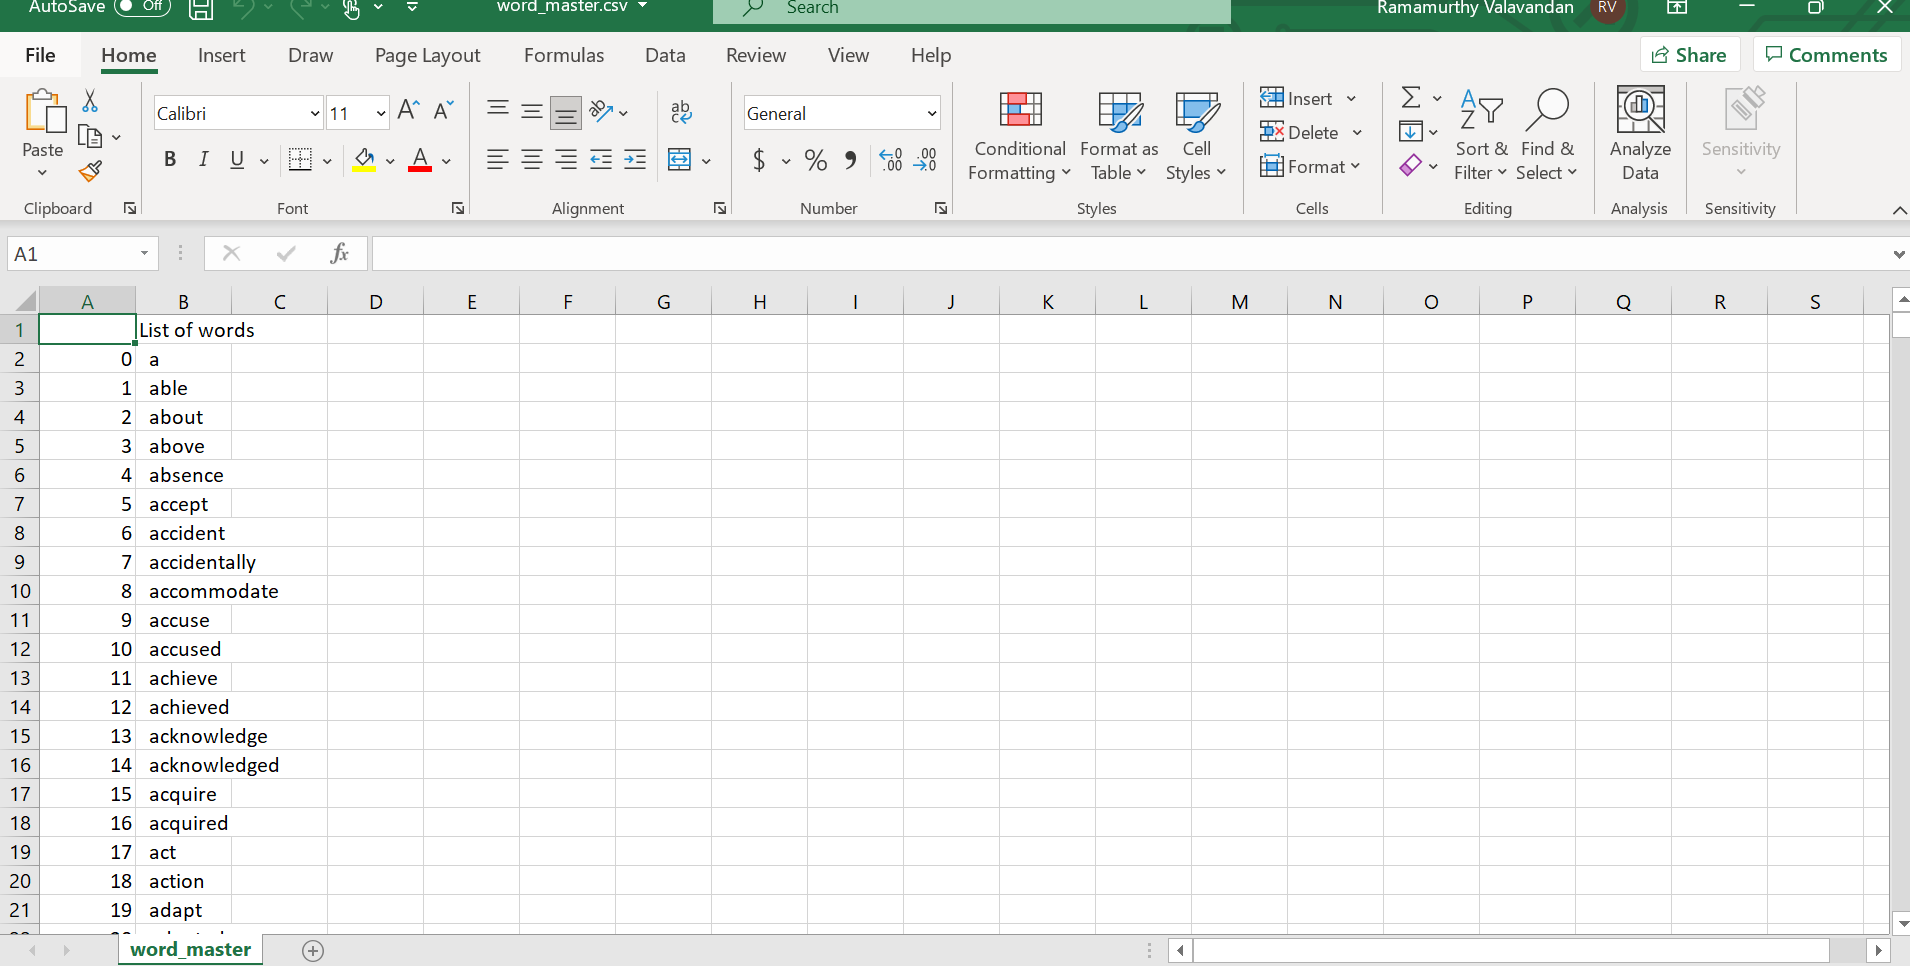 AutoSave Off word_master.csv Search Ramamurthy Valavandan RV
File Home Insert Draw Page Layout Formulas Data Review View Help Share Comments
Paste
Clipboard
Calibri 11
B I U A
Font
ab
Alignment
General
$ % 9 .00
Number
Conditional Formatting
Format as Table
Cell Styles
Styles
Insert
Delete
Format
Cells
Sort & Filter
Find & Select
Editing
Analyze Data
Analysis
Sensitivity
Sensitivity
A1 fx
A B C D E F G H I J K L M N O P Q R S
1 List of words
2 0 a
3 1 able
4 2 about
5 3 above
6 4 absence
7 5 accept
8 6 accident
9 7 accidentally
10 8 accommodate
11 9 accuse
12 10 accused
13 11 achieve
14 12 achieved
15 13 acknowledge
16 14 acknowledged
17 15 acquire
18 16 acquired
19 17 act
20 18 action
21 19 adapt
word_master